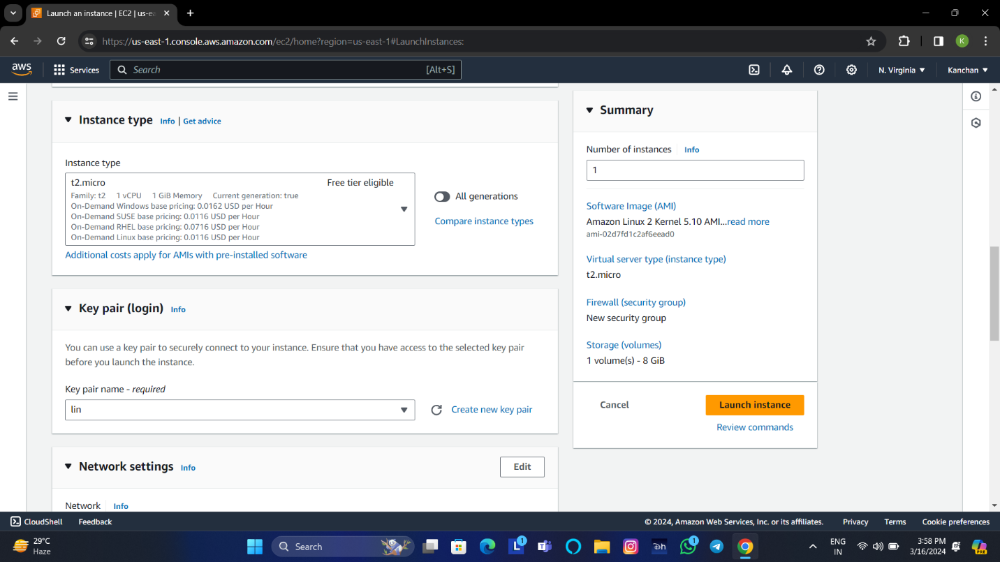 Launch an instance | EC2 | us-ea
https://us-east-1.console.aws.amazon.com/ec2/home?region=us-east-1#LaunchInstances:
K
aws
Services
Search
[Alt+S]
N. Virginia
Kanchan
Instance type
Info | Get advice
Instance type
t2.micro
Free tier eligible
Family: t2 1 vCPU 1 GiB Memory Current generation: true
On-Demand Windows base pricing: 0.0162 USD per Hour
On-Demand SUSE base pricing: 0.0116 USD per Hour
On-Demand RHEL base pricing: 0.0716 USD per Hour
On-Demand Linux base pricing: 0.0116 USD per Hour
All generations
Compare instance types
Additional costs apply for AMIs with pre-installed software
Key pair (login) Info
You can use a key pair to securely connect to your instance. Ensure that you have access to the selected key pair
before you launch the instance.
Key pair name - required
lin
Create new key pair
Network settings Info
Edit
Network Info
Summary
Number of instances Info
1
Software Image (AMI)
Amazon Linux 2 Kernel 5.10 AMI...read more
ami-02d7fd1c2af6eead0
Virtual server type (instance type)
t2.micro
Firewall (security group)
New security group
Storage (volumes)
1 volume(s) - 8 GiB
Cancel
Launch instance
Review commands
CloudShell
Feedback
© 2024, Amazon Web Services, Inc. or its affiliates.
Privacy
Terms
Cookie preferences
29°C
Haze
Search
L
1
Dh
1
ENG
IN
3:58 PM
3/16/2024
PRE